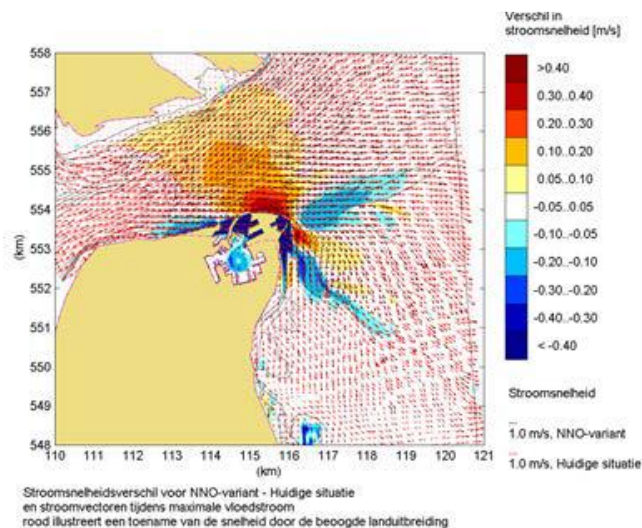 Verschil in
stroomsnelheid [m/s]
>0.40
0.30..0.40
0.20..0.30
0.10..0.20
0.05..0.10
-0.05..0.05
-0.10..-0.05
-0.20..-0.10
-0.30..-0.20
-0.40..-0.30
< -0.40
Stroomsnelheid
1.0 m/s, NNO-variant
1.0 m/s, Huidige situatie
558
557
556
555
554
553
552
551
550
549
548
(km)
110 111 112 113 114 115 116 117 118 119 120 121
(km)
Stroomsnelheidsverschil voor NNO-variant - Huidige situatie
en stroomvectoren tijdens maximale vloedstroom
rood illustreert een toename van de snelheid door de beoogde landuitbreiding